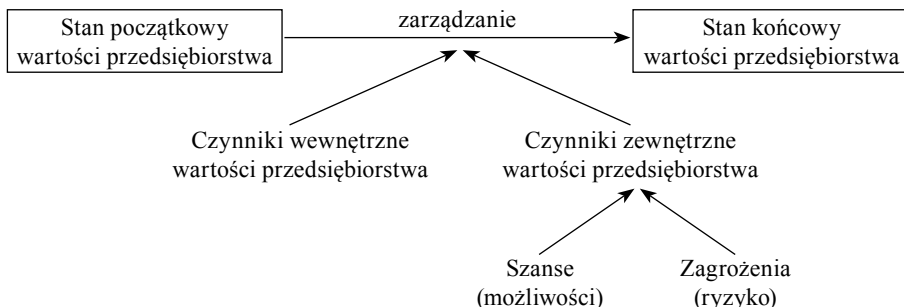 Stan początkowy
wartości przedsiębiorstwa
zarządzanie
Stan końcowy
wartości przedsiębiorstwa
Czynniki wewnętrzne
wartości przedsiębiorstwa
Czynniki zewnętrzne
wartości przedsiębiorstwa
Szanse
(możliwości)
Zagrożenia
(ryzyko)